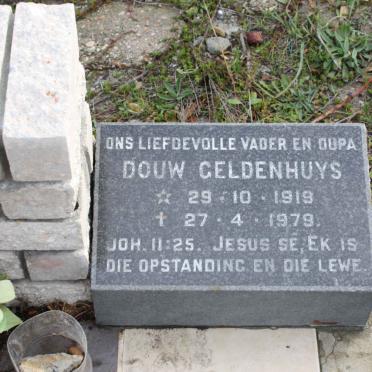 ONS LIEFDEVOLLE VADER EN OUPA
DOUW GELDENHUYS
☆ 29 · 10 · 1919
✝ 27 · 4 · 1979.
JOH. 11:25. JESUS SÊ, EK IS
DIE OPSTANDING EN DIE LEWE.